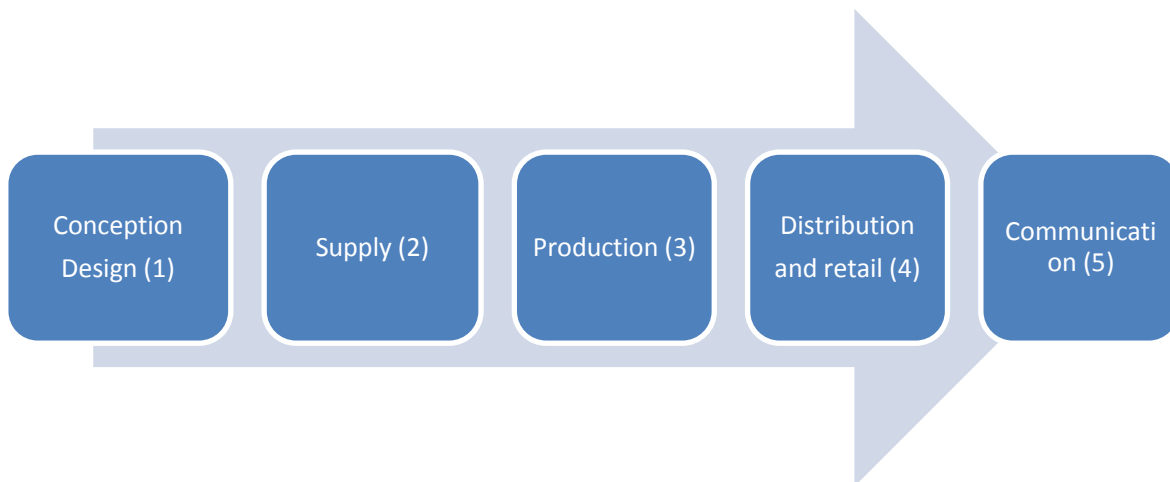 Conception
Design (1)
Supply (2)
Production (3)
Distribution
and retail (4)
Communicati
on (5)